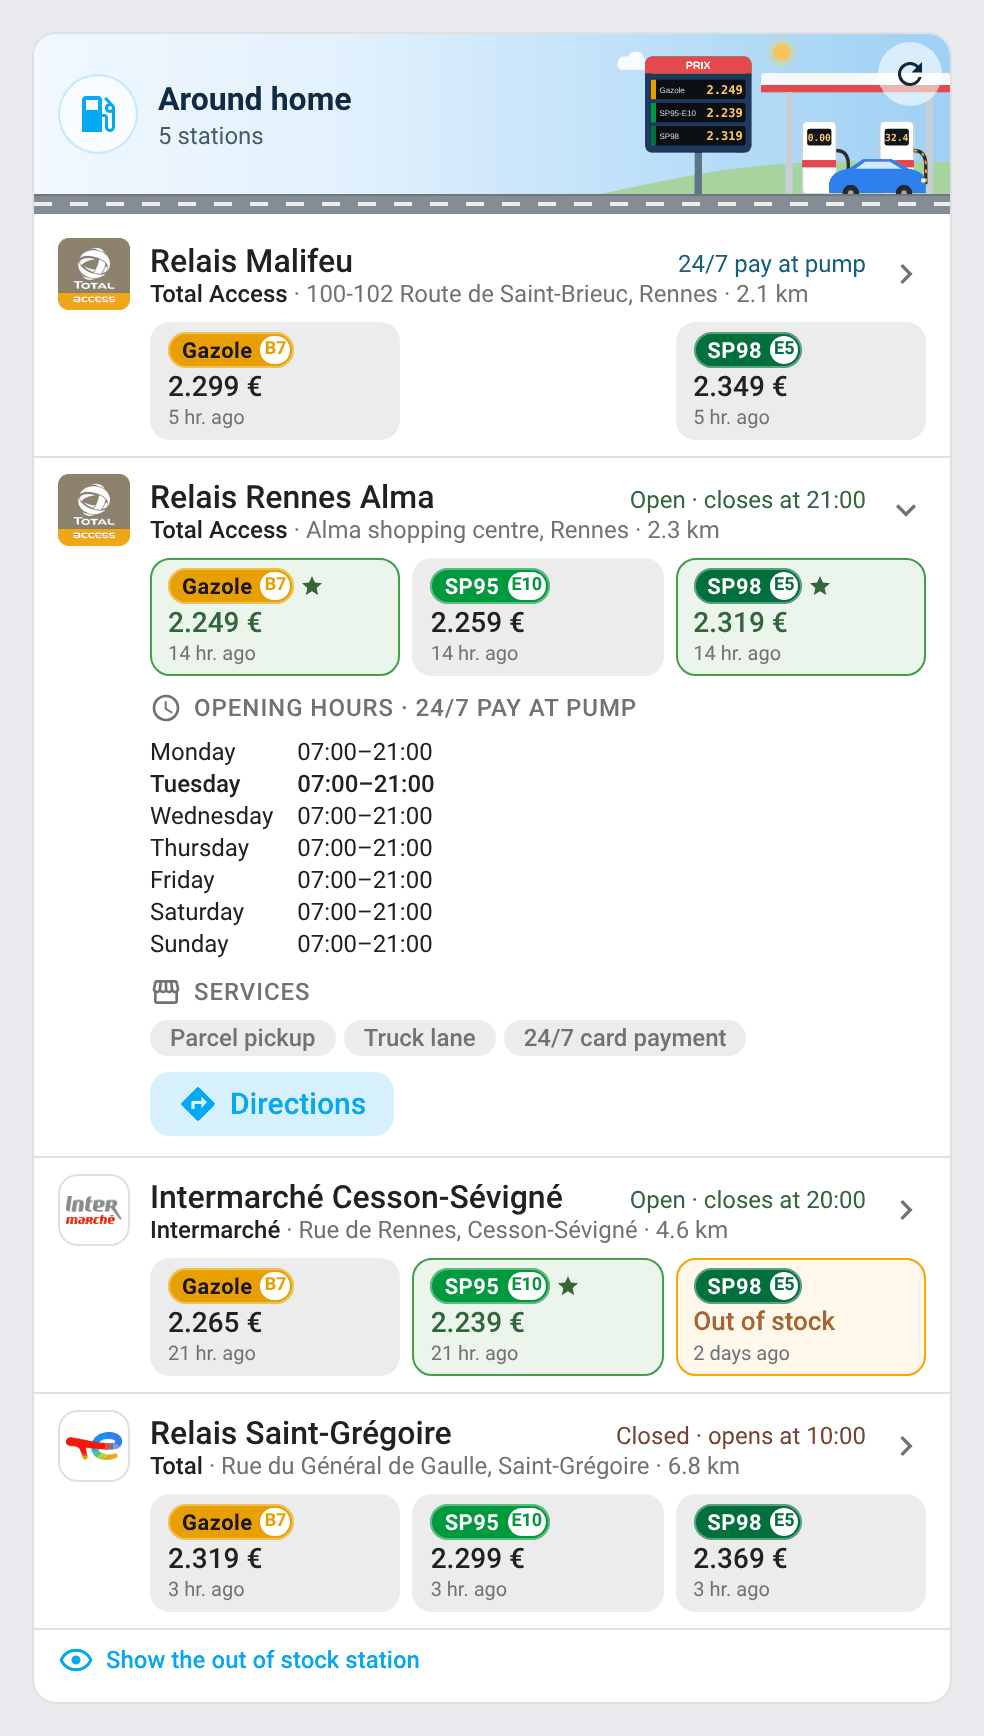 Around home
5 stations
PRIX
Gazole 2.249
SP95-E10 2.239
SP98 2.319
0.00
32.4
TOTAL
access
Relais Malifeu
24/7 pay at pump
Total Access · 100-102 Route de Saint-Brieuc, Rennes · 2.1 km
Gazole B7
2.299 €
5 hr. ago
SP98 E5
2.349 €
5 hr. ago
TOTAL
access
Relais Rennes Alma
Open · closes at 21:00
Total Access · Alma shopping centre, Rennes · 2.3 km
Gazole B7 ★
2.249 €
14 hr. ago
SP95 E10
2.259 €
14 hr. ago
SP98 E5 ★
2.319 €
14 hr. ago
OPENING HOURS · 24/7 PAY AT PUMP
Monday 07:00–21:00
Tuesday 07:00–21:00
Wednesday 07:00–21:00
Thursday 07:00–21:00
Friday 07:00–21:00
Saturday 07:00–21:00
Sunday 07:00–21:00
SERVICES
Parcel pickup
Truck lane
24/7 card payment
Directions
Inter
marché
Intermarché Cesson-Sévigné
Open · closes at 20:00
Intermarché · Rue de Rennes, Cesson-Sévigné · 4.6 km
Gazole B7
2.265 €
21 hr. ago
SP95 E10 ★
2.239 €
21 hr. ago
SP98 E5
Out of stock
2 days ago
Relais Saint-Grégoire
Closed · opens at 10:00
Total · Rue du Général de Gaulle, Saint-Grégoire · 6.8 km
Gazole B7
2.319 €
3 hr. ago
SP95 E10
2.299 €
3 hr. ago
SP98 E5
2.369 €
3 hr. ago
Show the out of stock station